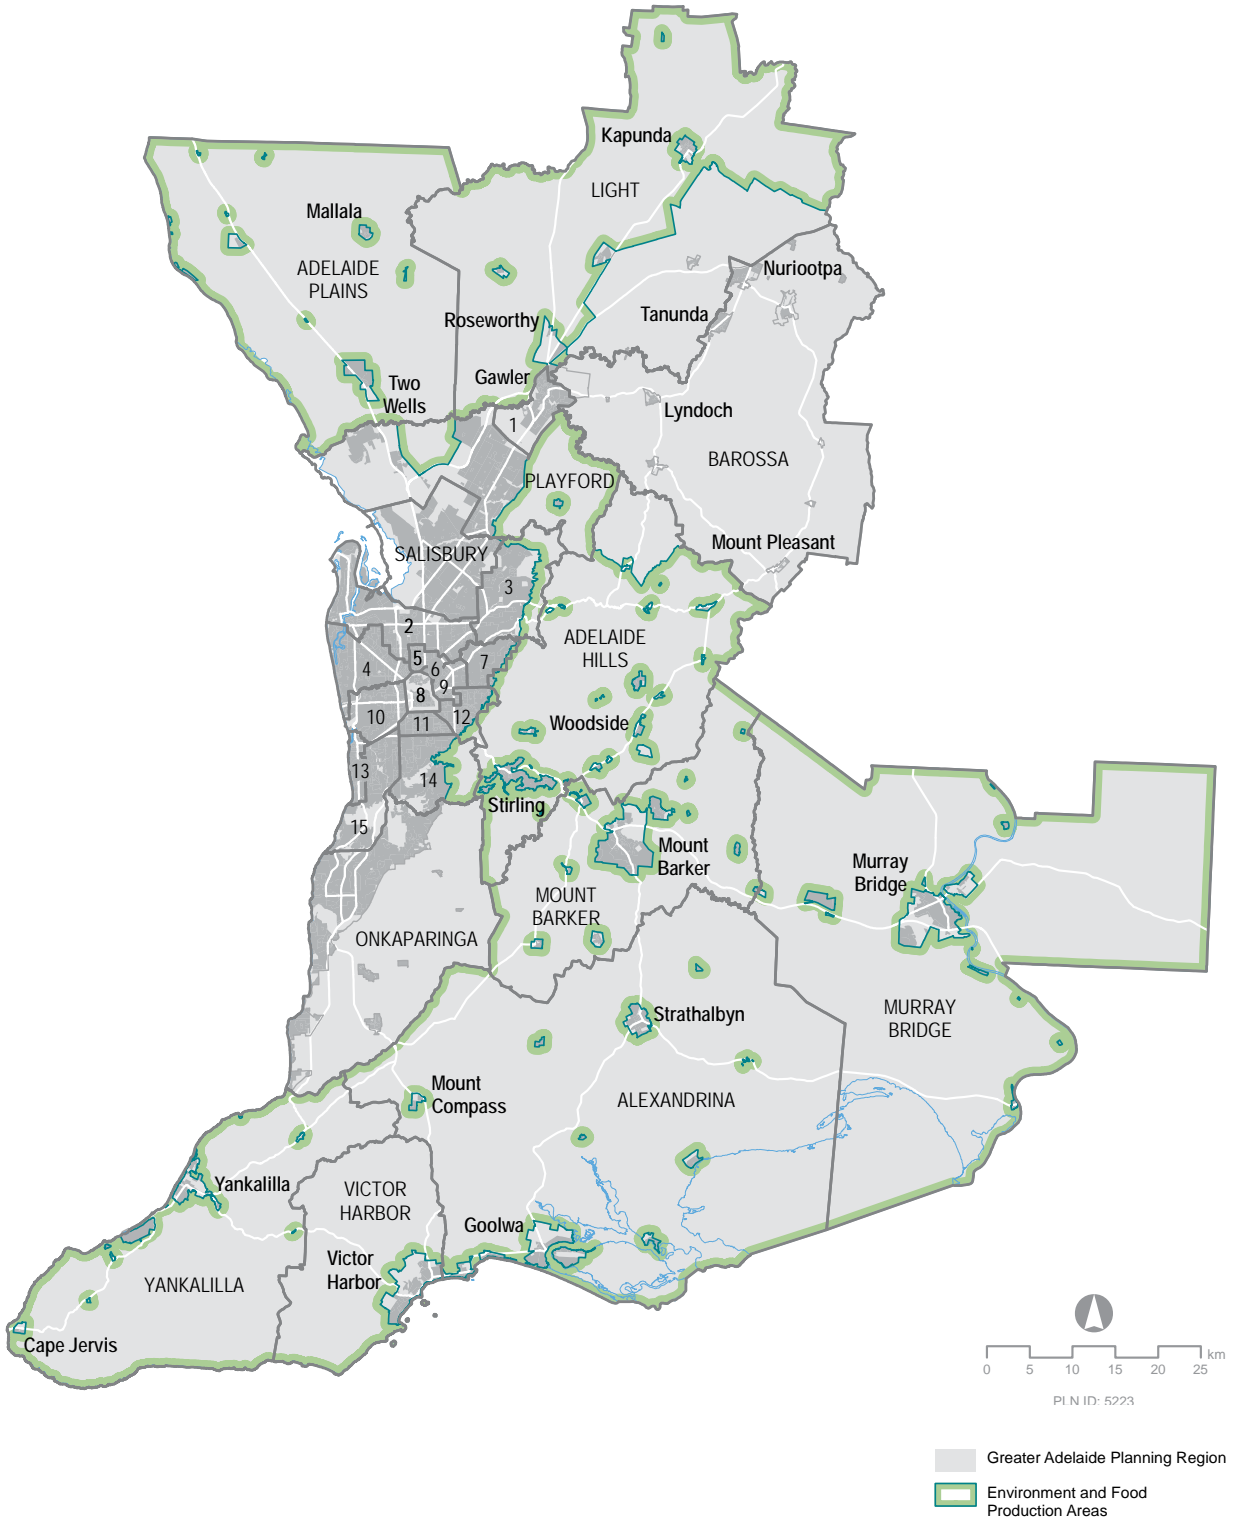 Kapunda
LIGHT
Mallala
ADELAIDE
PLAINS
Nuriootpa
Tanunda
Roseworthy
Gawler
Two
Wells
Lyndoch
1
BAROSSA
PLAYFORD
Mount Pleasant
SALISBURY
3
2
ADELAIDE
HILLS
5
6
7
4
9
8
10
11
12
Woodside
13
14
Stirling
15
Mount
Barker
Murray
Bridge
MOUNT
BARKER
ONKAPARINGA
Strathalbyn
MURRAY
BRIDGE
Mount
Compass
ALEXANDRINA
Yankalilla
VICTOR
HARBOR
Goolwa
Victor
Harbor
YANKALILLA
Cape Jervis
km
0 5 10 15 20 25
PLN ID: 5223
Greater Adelaide Planning Region
Environment and Food
Production Areas